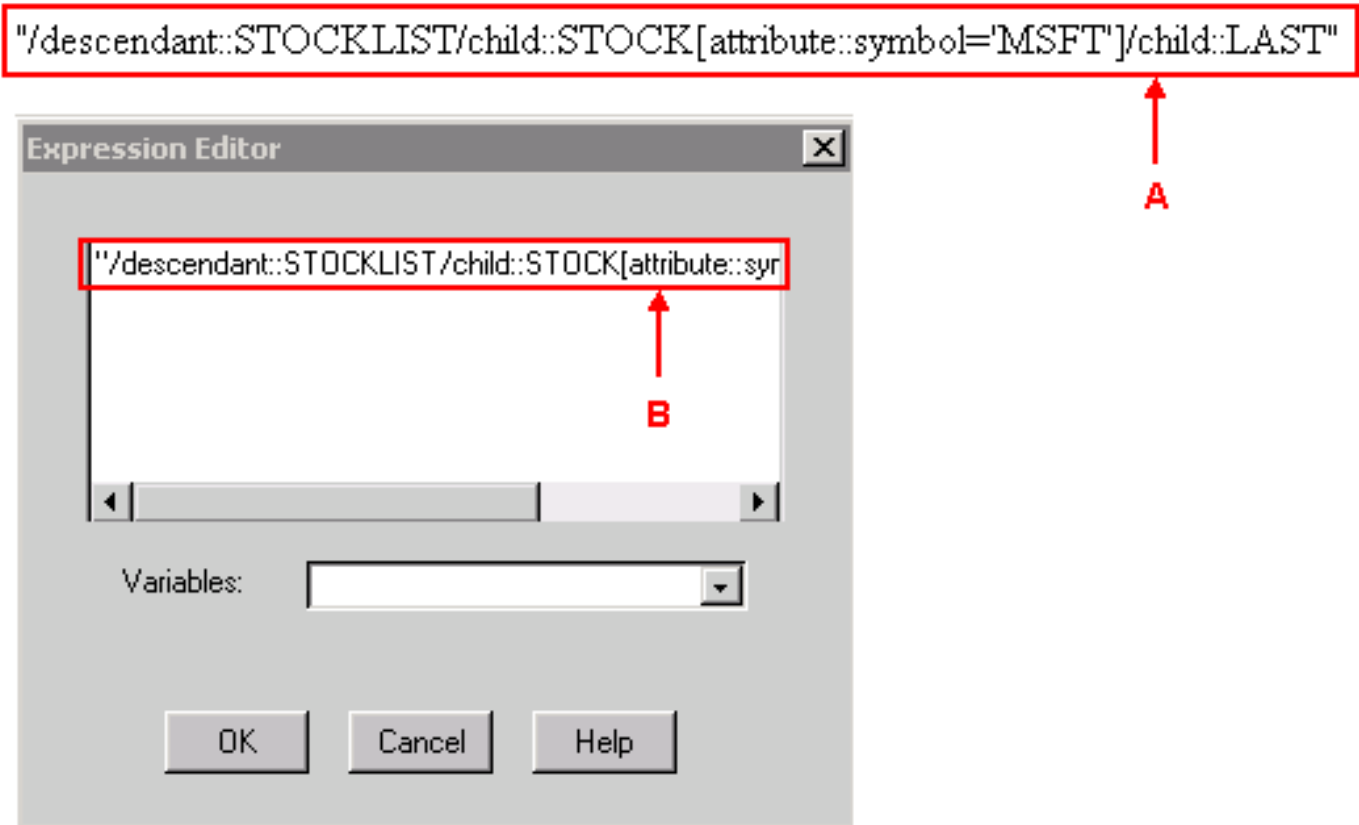 "/descendant::STOCKLIST/child::STOCK[attribute::symbol='MSFT']/child::LAST"
A
Expression Editor
"/descendant::STOCKLIST/child::STOCK[attribute::syr
B
Variables:
OK Cancel Help